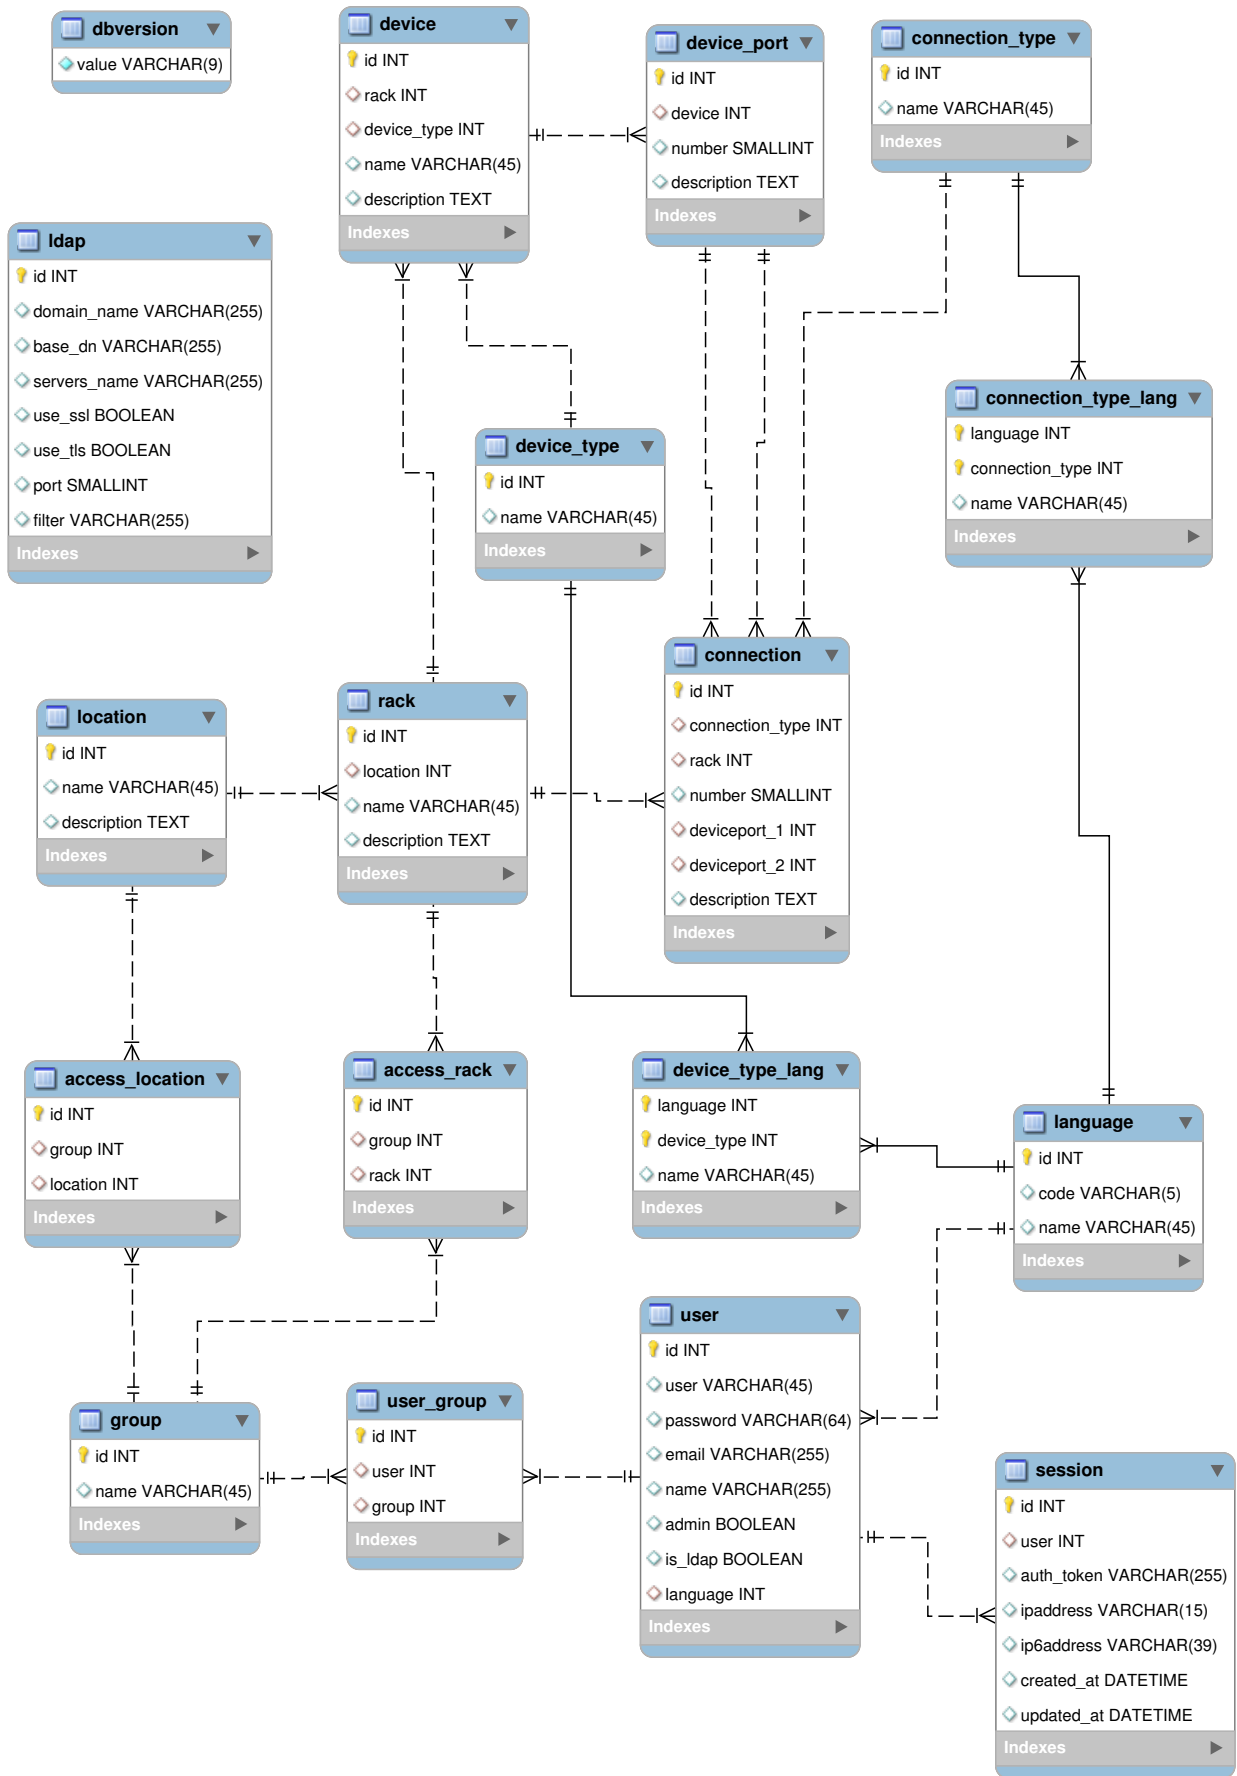 dbversion
value VARCHAR(9)
device
id INT
rack INT
device_type INT
name VARCHAR(45)
description TEXT
Indexes
device_port
id INT
device INT
number SMALLINT
description TEXT
Indexes
connection_type
id INT
name VARCHAR(45)
Indexes
ldap
id INT
domain_name VARCHAR(255)
base_dn VARCHAR(255)
servers_name VARCHAR(255)
use_ssl BOOLEAN
use_tls BOOLEAN
port SMALLINT
filter VARCHAR(255)
Indexes
device_type
id INT
name VARCHAR(45)
Indexes
connection_type_lang
language INT
connection_type INT
name VARCHAR(45)
Indexes
location
id INT
name VARCHAR(45)
description TEXT
Indexes
rack
id INT
location INT
name VARCHAR(45)
description TEXT
Indexes
connection
id INT
connection_type INT
rack INT
number SMALLINT
deviceport_1 INT
deviceport_2 INT
description TEXT
Indexes
access_location
id INT
group INT
location INT
Indexes
access_rack
id INT
group INT
rack INT
Indexes
device_type_lang
language INT
device_type INT
name VARCHAR(45)
Indexes
language
id INT
code VARCHAR(5)
name VARCHAR(45)
Indexes
group
id INT
name VARCHAR(45)
Indexes
user_group
id INT
user INT
group INT
Indexes
user
id INT
user VARCHAR(45)
password VARCHAR(64)
email VARCHAR(255)
name VARCHAR(255)
admin BOOLEAN
is_ldap BOOLEAN
language INT
Indexes
session
id INT
user INT
auth_token VARCHAR(255)
ipaddress VARCHAR(15)
ip6address VARCHAR(39)
created_at DATETIME
updated_at DATETIME
Indexes